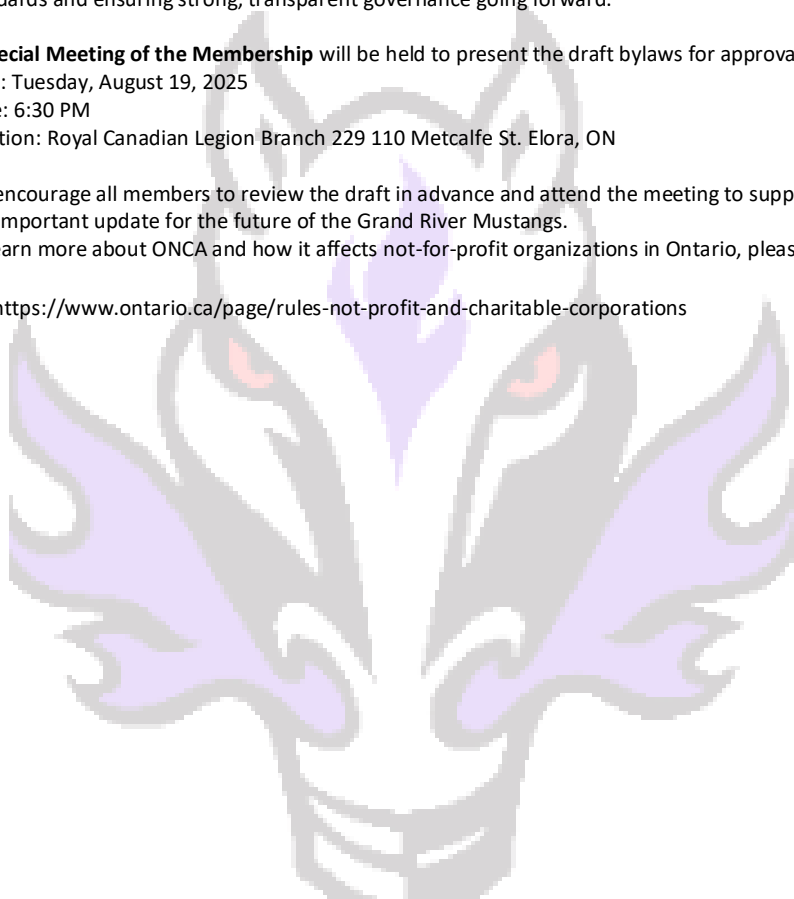 dards and ensuring strong, transparent governance going forward.
ecial Meeting of the Membership will be held to present the draft bylaws for approva
: Tuesday, August 19, 2025
e: 6:30 PM
tion: Royal Canadian Legion Branch 229 110 Metcalfe St. Elora, ON
encourage all members to review the draft in advance and attend the meeting to supp
important update for the future of the Grand River Mustangs.
earn more about ONCA and how it affects not-for-profit organizations in Ontario, pleas
https://www.ontario.ca/page/rules-not-profit-and-charitable-corporations